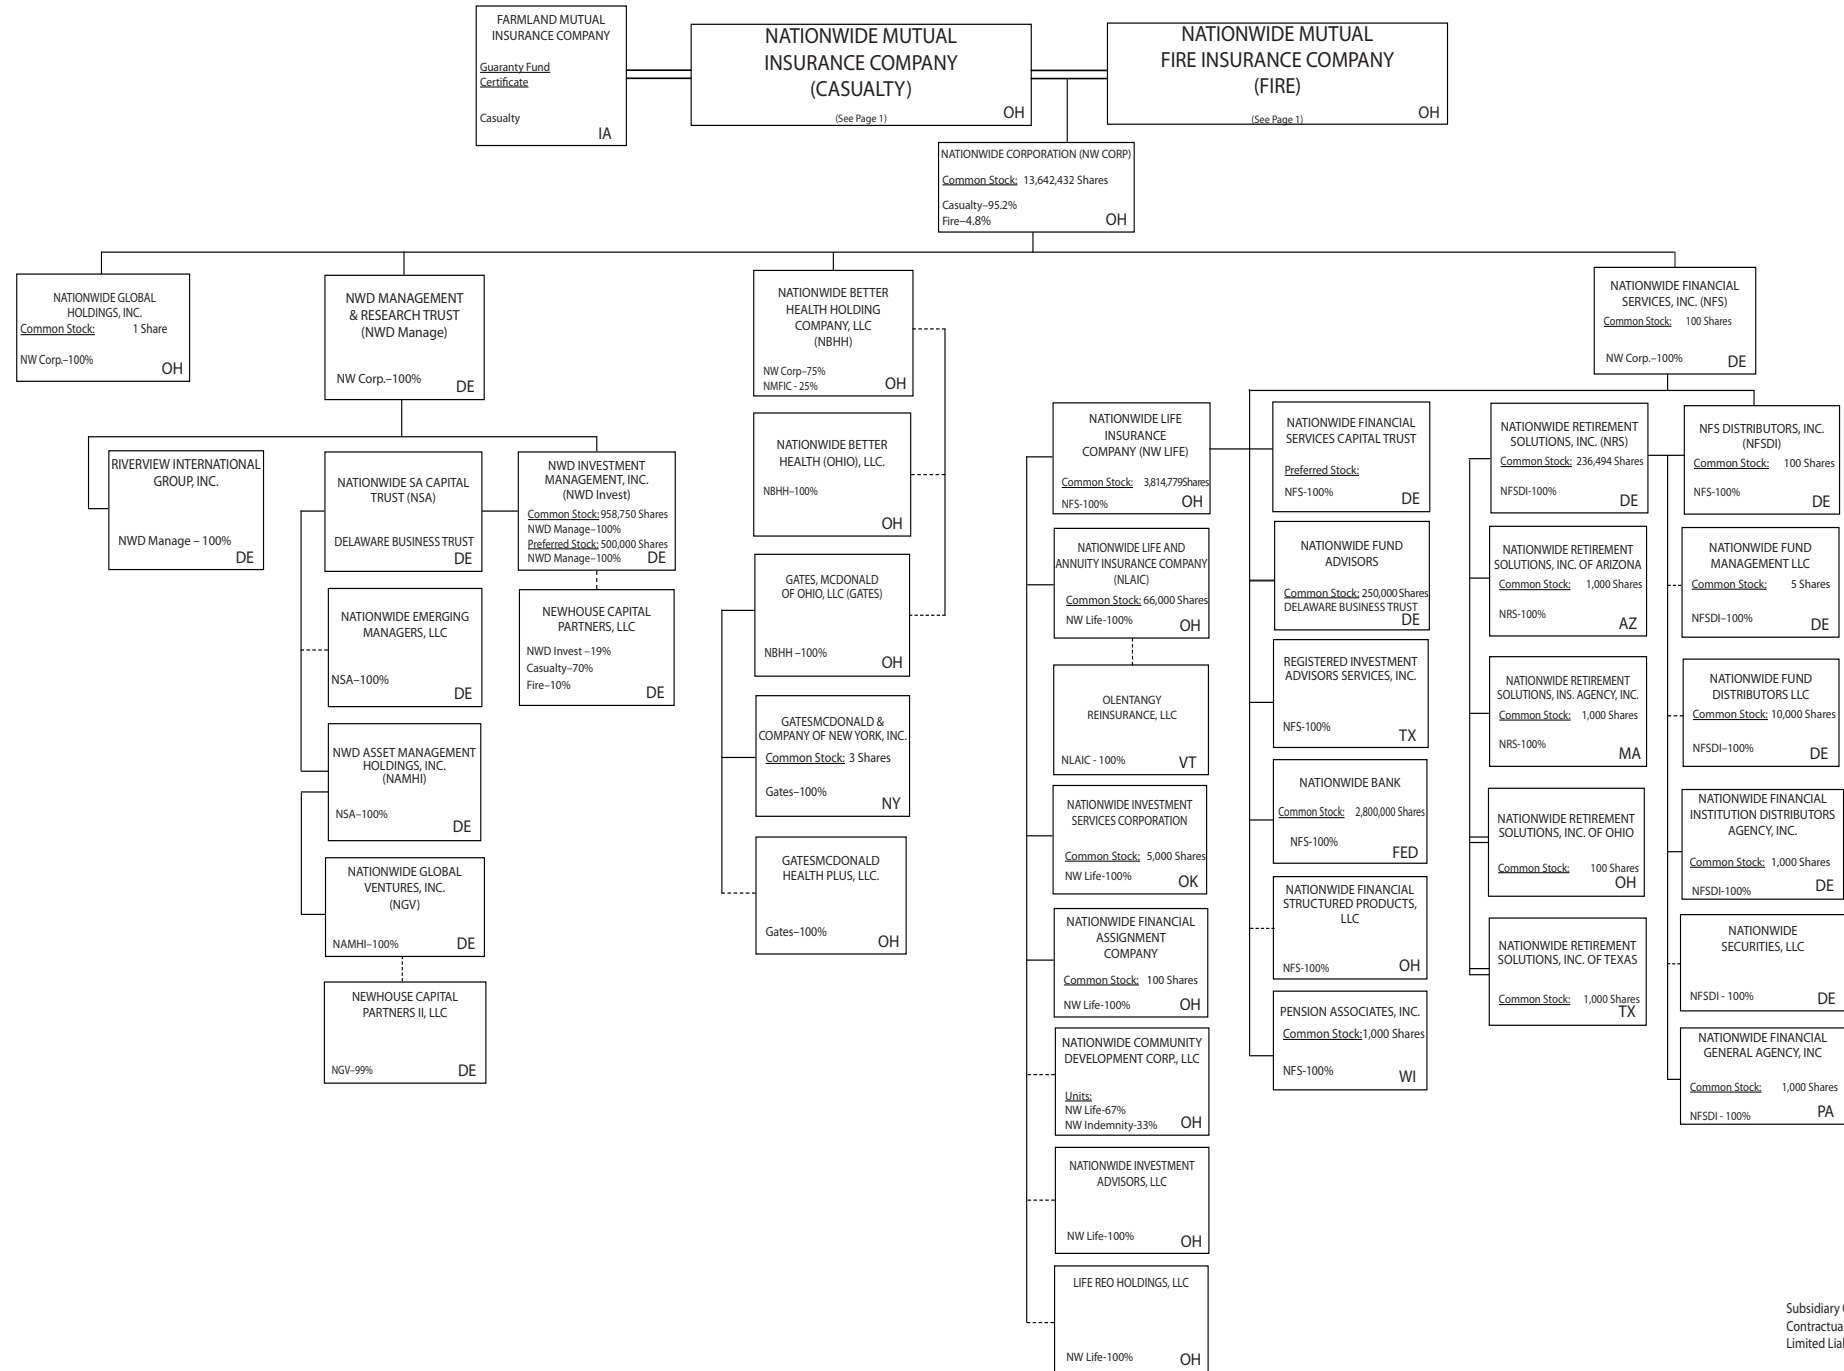 FARMLAND MUTUAL
INSURANCE COMPANY
Guaranty Fund
Certificate
Casualty
IA
NATIONWIDE MUTUAL
INSURANCE COMPANY
(CASUALTY)
(See Page 1)
OH
NATIONWIDE MUTUAL
FIRE INSURANCE COMPANY
(FIRE)
(See Page 1)
OH
NATIONWIDE CORPORATION (NW CORP)
Common Stock: 13,642,432 Shares
Casualty–95.2%
Fire–4.8%
OH
NATIONWIDE GLOBAL
HOLDINGS, INC.
Common Stock: 1 Share
NW Corp.–100%
OH
NWD MANAGEMENT
& RESEARCH TRUST
(NWD Manage)
NW Corp.–100%
DE
NATIONWIDE BETTER
HEALTH HOLDING
COMPANY, LLC
(NBHH)
NW Corp–75%
NMFIC - 25%
OH
NATIONWIDE FINANCIAL
SERVICES, INC. (NFS)
Common Stock: 100 Shares
NW Corp.–100%
DE
RIVERVIEW INTERNATIONAL
GROUP, INC.
NWD Manage – 100%
DE
NATIONWIDE SA CAPITAL
TRUST (NSA)
DELAWARE BUSINESS TRUST
DE
NWD INVESTMENT
MANAGEMENT, INC.
(NWD Invest)
Common Stock: 958,750 Shares
NWD Manage–100%
Preferred Stock: 500,000 Shares
NWD Manage–100%
DE
NATIONWIDE EMERGING
MANAGERS, LLC
NSA–100%
DE
NEWHOUSE CAPITAL
PARTNERS, LLC
NWD Invest –19%
Casualty–70%
Fire–10%
DE
NWD ASSET MANAGEMENT
HOLDINGS, INC.
(NAMHI)
NSA–100%
DE
NATIONWIDE GLOBAL
VENTURES, INC.
(NGV)
NAMHI–100%
DE
NEWHOUSE CAPITAL
PARTNERS II, LLC
NGV–99%
DE
NATIONWIDE BETTER
HEALTH (OHIO), LLC.
NBHH–100%
OH
GATES, MCDONALD
OF OHIO, LLC (GATES)
NBHH –100%
OH
GATESMCDONALD &
COMPANY OF NEW YORK, INC.
Common Stock: 3 Shares
Gates–100%
NY
GATESMCDONALD
HEALTH PLUS, LLC.
Gates–100%
OH
NATIONWIDE LIFE
INSURANCE
COMPANY (NW LIFE)
Common Stock: 3,814,779Shares
NFS-100%
OH
NATIONWIDE LIFE AND
ANNUITY INSURANCE COMPANY
(NLAIC)
Common Stock: 66,000 Shares
NW Life-100%
OH
OLENTANGY
REINSURANCE, LLC
NLAIC - 100%
VT
NATIONWIDE INVESTMENT
SERVICES CORPORATION
Common Stock: 5,000 Shares
NW Life-100%
OK
NATIONWIDE FINANCIAL
ASSIGNMENT
COMPANY
Common Stock: 100 Shares
NW Life-100%
OH
NATIONWIDE COMMUNITY
DEVELOPMENT CORP., LLC
Units:
NW Life-67%
NW Indemnity-33%
OH
NATIONWIDE INVESTMENT
ADVISORS, LLC
NW Life-100%
OH
LIFE REO HOLDINGS, LLC
NW Life-100%
OH
NATIONWIDE FINANCIAL
SERVICES CAPITAL TRUST
Preferred Stock:
NFS-100%
DE
NATIONWIDE FUND
ADVISORS
Common Stock: 250,000 Shares
DELAWARE BUSINESS TRUST
DE
REGISTERED INVESTMENT
ADVISORS SERVICES, INC.
NFS-100%
TX
NATIONWIDE BANK
Common Stock: 2,800,000 Shares
NFS-100%
FED
NATIONWIDE FINANCIAL
STRUCTURED PRODUCTS,
LLC
NFS-100%
OH
PENSION ASSOCIATES, INC.
Common Stock:1,000 Shares
NFS-100%
WI
NATIONWIDE RETIREMENT
SOLUTIONS, INC. (NRS)
Common Stock: 236,494 Shares
NFSDI-100%
DE
NATIONWIDE RETIREMENT
SOLUTIONS, INC. OF ARIZONA
Common Stock: 1,000 Shares
NRS-100%
AZ
NATIONWIDE RETIREMENT
SOLUTIONS, INS. AGENCY, INC.
Common Stock: 1,000 Shares
NRS-100%
MA
NATIONWIDE RETIREMENT
SOLUTIONS, INC. OF OHIO
Common Stock: 100 Shares
OH
NATIONWIDE RETIREMENT
SOLUTIONS, INC. OF TEXAS
Common Stock: 1,000 Shares
TX
NFS DISTRIBUTORS, INC.
(NFSDI)
Common Stock: 100 Shares
NFS-100%
DE
NATIONWIDE FUND
MANAGEMENT LLC
Common Stock: 5 Shares
NFSDI–100%
DE
NATIONWIDE FUND
DISTRIBUTORS LLC
Common Stock: 10,000 Shares
NFSDI–100%
DE
NATIONWIDE FINANCIAL
INSTITUTION DISTRIBUTORS
AGENCY, INC.
Common Stock: 1,000 Shares
NFSDI-100%
DE
NATIONWIDE
SECURITIES, LLC
NFSDI - 100%
DE
NATIONWIDE FINANCIAL
GENERAL AGENCY, INC
Common Stock: 1,000 Shares
NFSDI - 100%
PA
Subsidiary
Contractua
Limited Lia